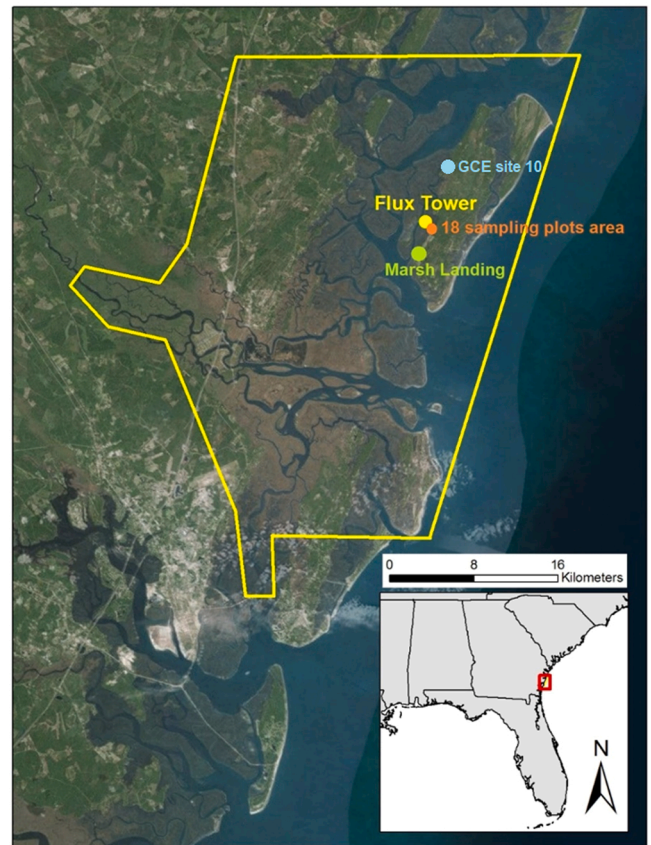 GCE site 10
Flux Tower
18 sampling plots area
Marsh Landing
0 8 16
Kilometers
N